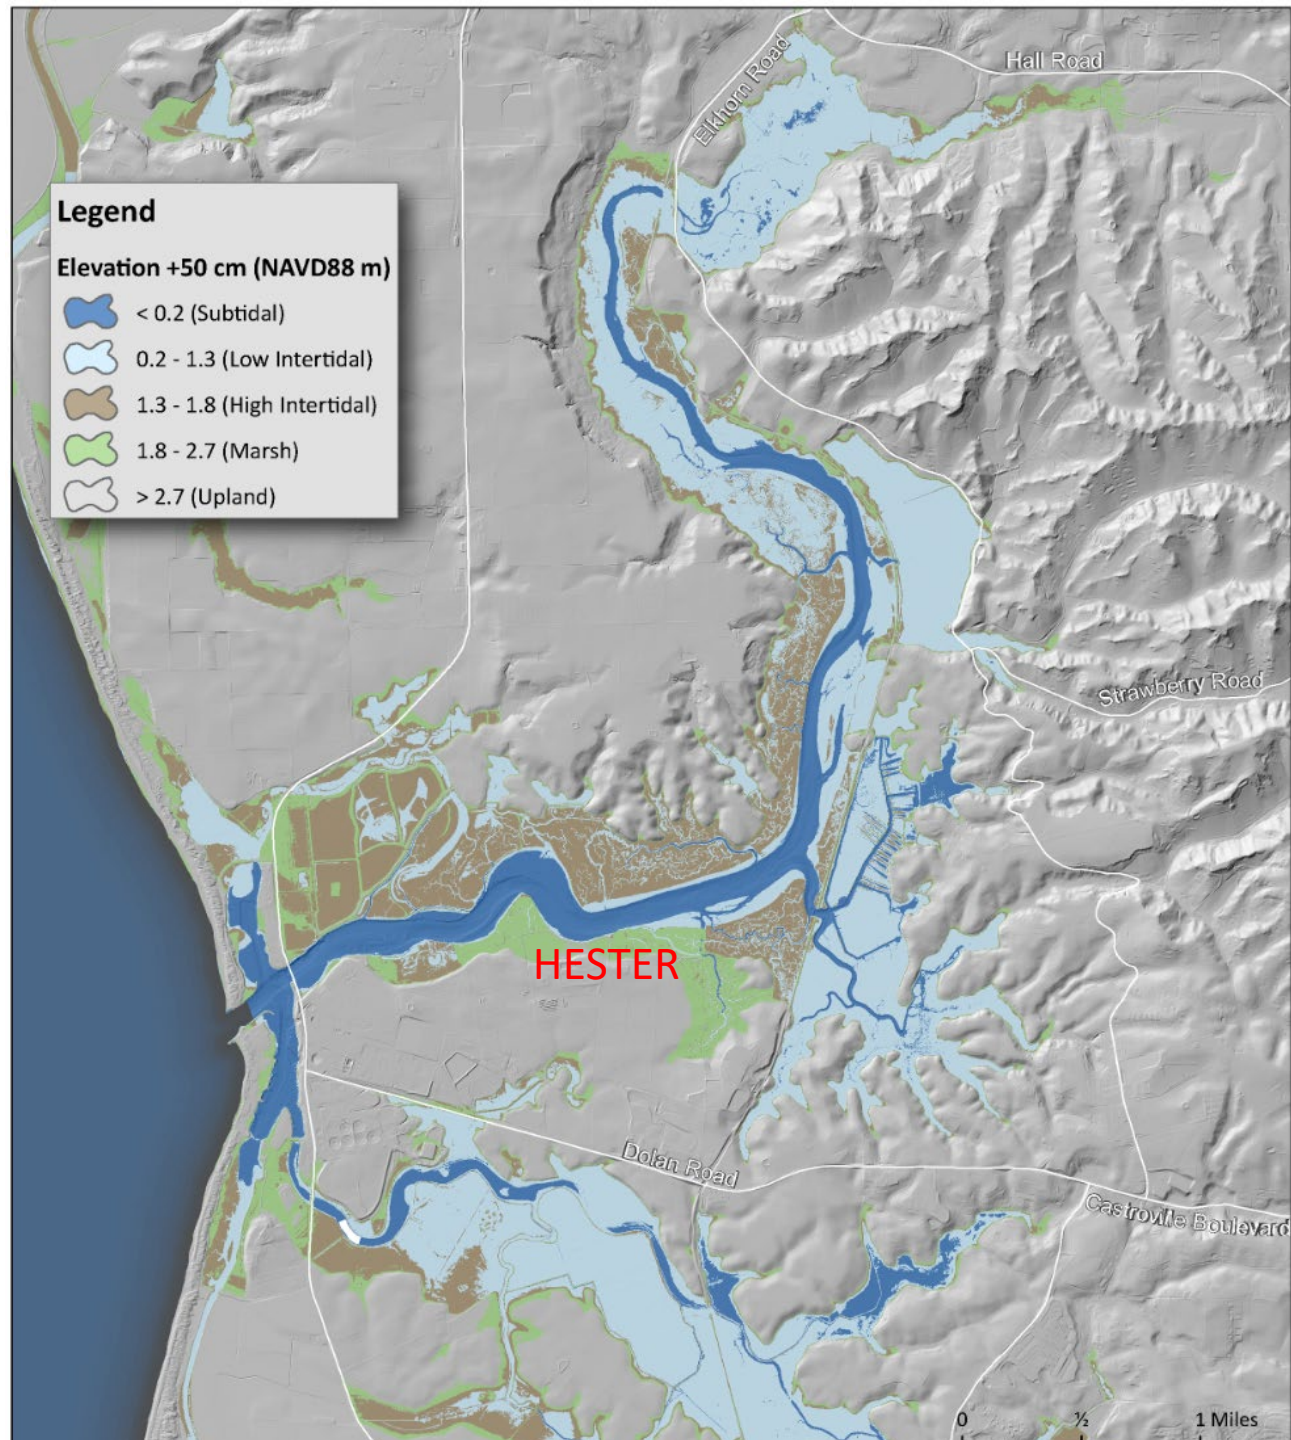 Hall Road
Elkhorn Road
Legend
Elevation +50 cm (NAVD88 m)
< 0.2 (Subtidal)
0.2 - 1.3 (Low Intertidal)
1.3 - 1.8 (High Intertidal)
1.8 - 2.7 (Marsh)
> 2.7 (Upland)
Strawberry Road
HESTER
Dolan Road
Castroville Boulevard
0 ½ 1 Miles